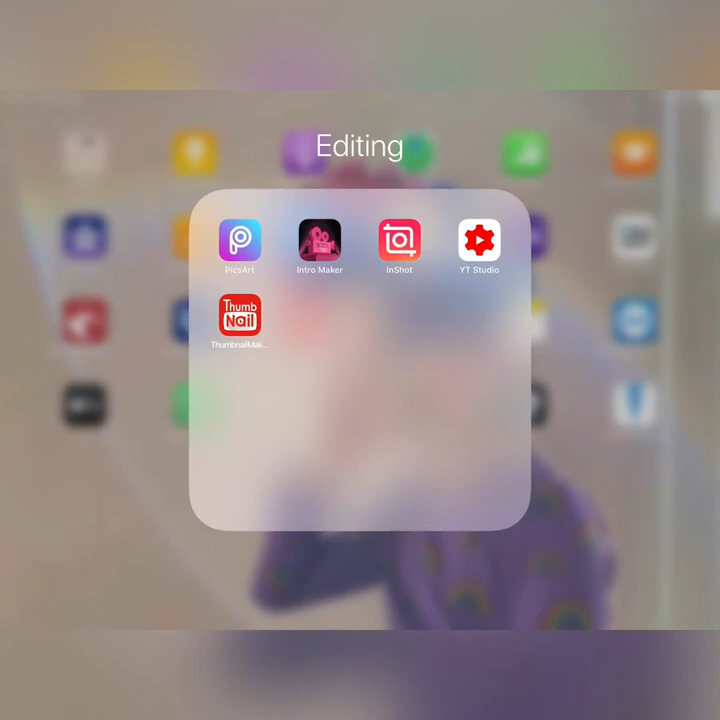 Editing
PicsArt
Intro Maker
InShot
YT Studio
Thumb
Nail
ThumbnailMak...